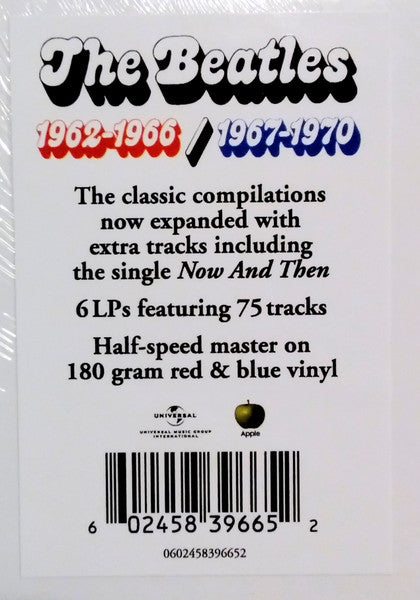 The Beatles
1962-1966 / 1967-1970
The classic compilations
now expanded with
extra tracks including
the single Now And Then
6 LPs featuring 75 tracks
Half-speed master on
180 gram red & blue vinyl
UNIVERSAL
UNIVERSAL MUSIC GROUP
INTERNATIONAL
Apple
6 02458 39665 2
0602458396652